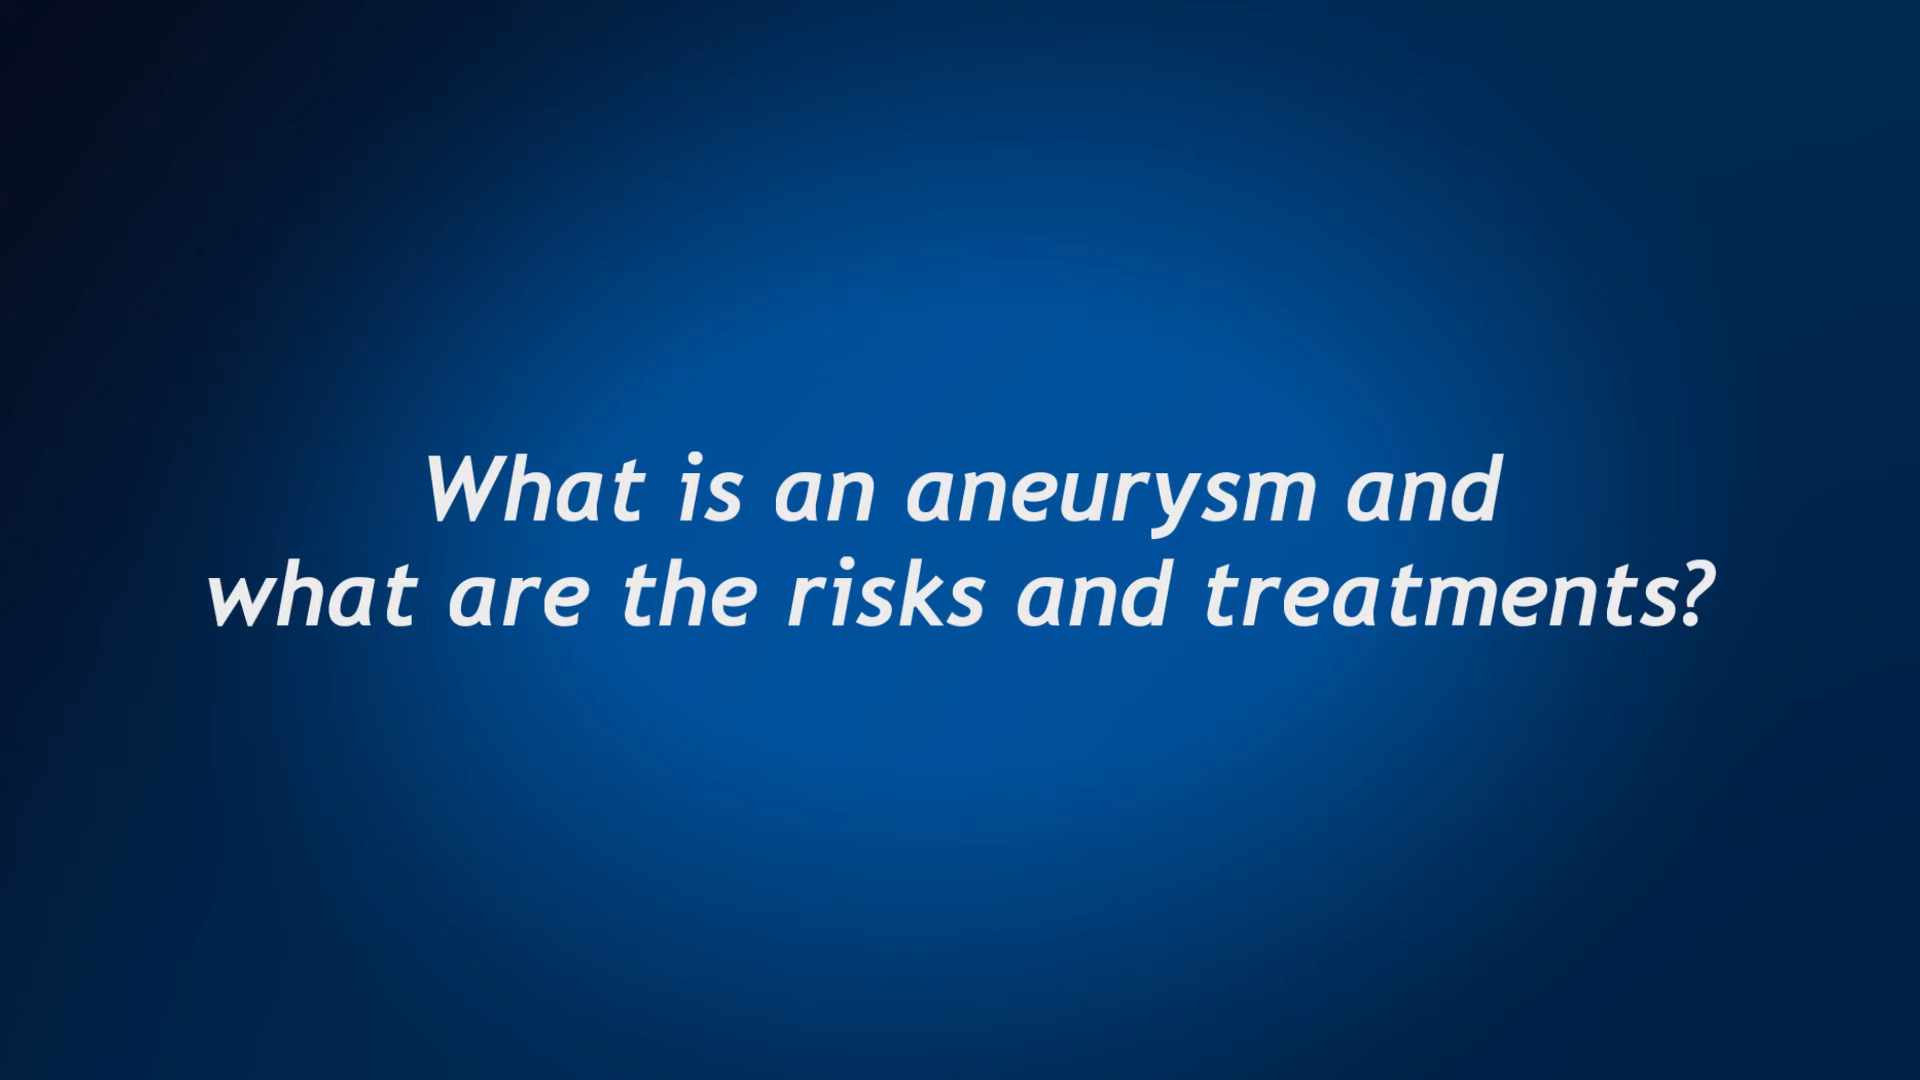 What is an aneurysm and
what are the risks and treatments?